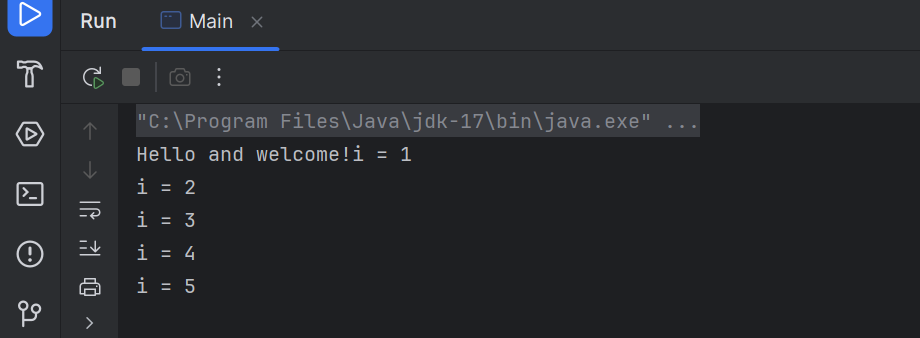 Run Main
"C:\Program Files\Java\jdk-17\bin\java.exe" ...
Hello and welcome!i = 1
i = 2
i = 3
i = 4
i = 5